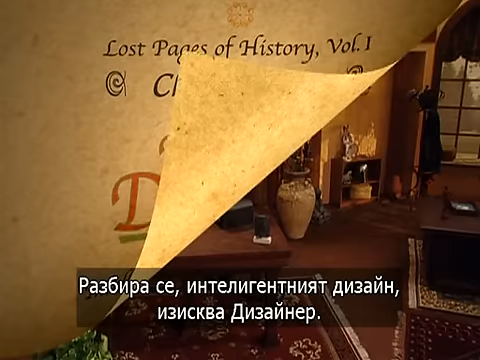 Lost Pages of History, Vol. I
Разбира се, интелигентният дизайн,
изисква Дизайнер.